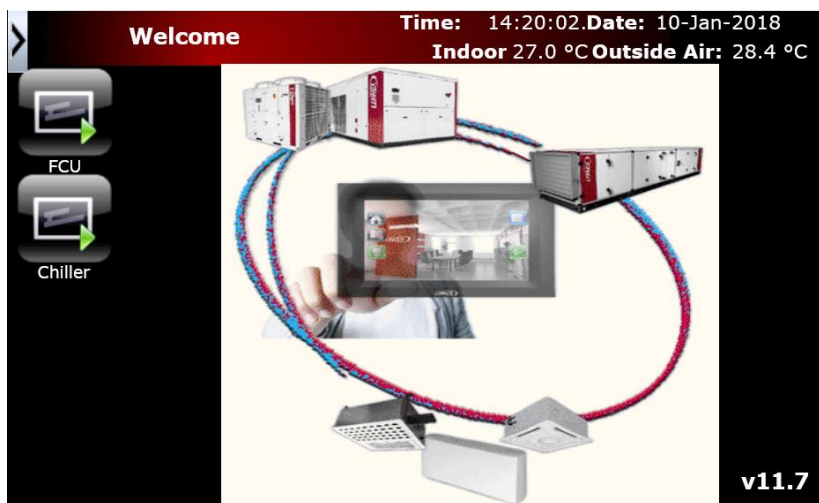 Welcome
Time: 14:20:02.Date: 10-Jan-2018
Indoor 27.0 °C Outside Air: 28.4 °C
FCU
Chiller
v11.7